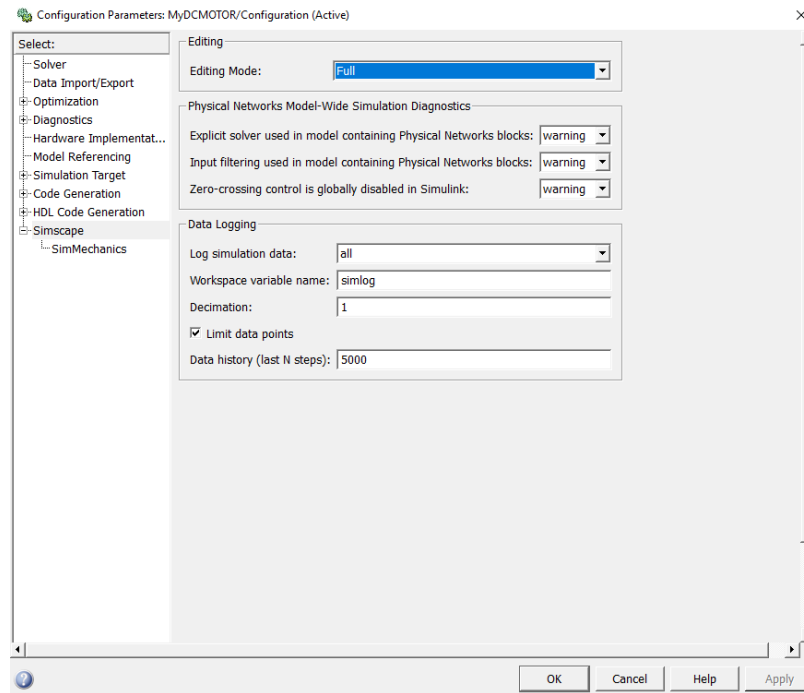 Configuration Parameters: MyDCMOTOR/Configuration (Active)
Select:
Solver
Data Import/Export
Optimization
Diagnostics
Hardware Implementat...
Model Referencing
Simulation Target
Code Generation
HDL Code Generation
Simscape
SimMechanics
Editing
Editing Mode: Full
Physical Networks Model-Wide Simulation Diagnostics
Explicit solver used in model containing Physical Networks blocks: warning
Input filtering used in model containing Physical Networks blocks: warning
Zero-crossing control is globally disabled in Simulink: warning
Data Logging
Log simulation data: all
Workspace variable name: simlog
Decimation: 1
Limit data points
Data history (last N steps): 5000
OK Cancel Help Apply